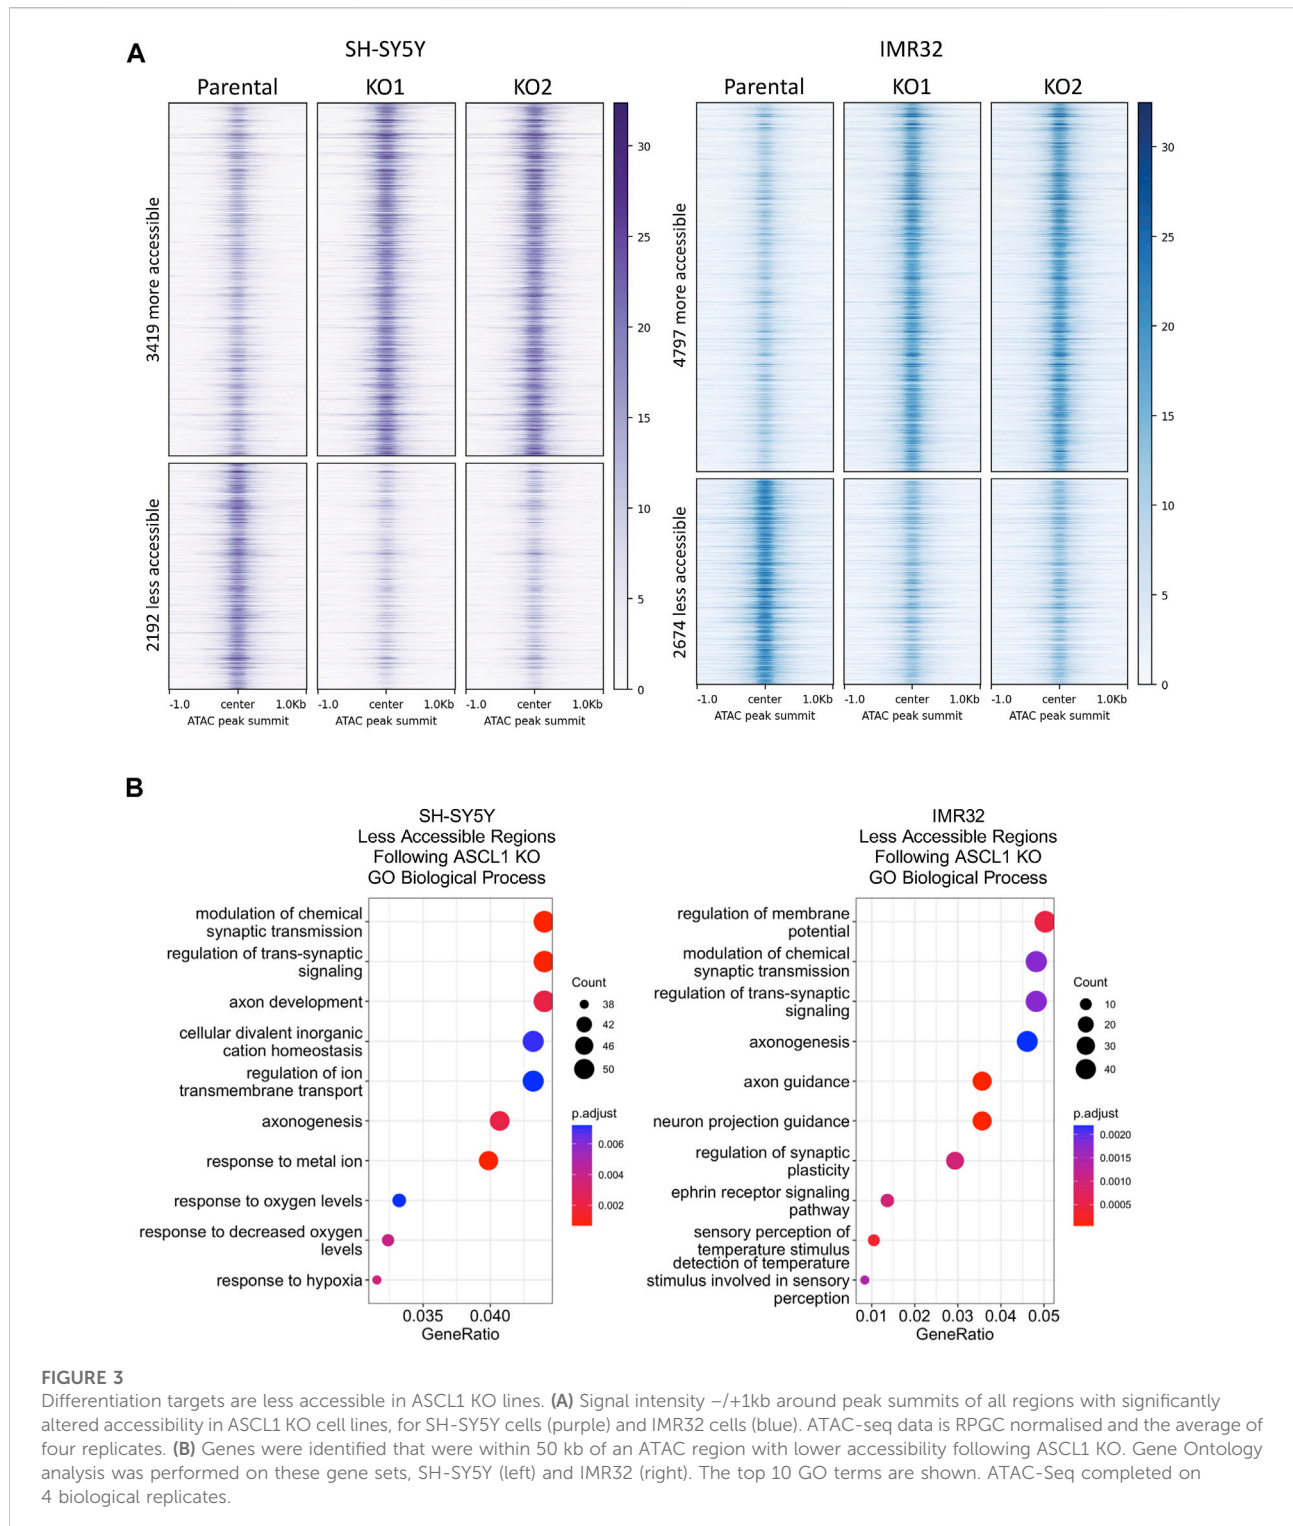 A
SH-SY5Y
IMR32
Parental
KO1
KO2
Parental
KO1
KO2
3419 more accessible
2192 less accessible
30
25
20
15
10
5
0
4797 more accessible
2674 less accessible
30
25
20
15
10
5
0
-1.0 center 1.0Kb
ATAC peak summit
-1.0 center 1.0Kb
ATAC peak summit
-1.0 center 1.0Kb
ATAC peak summit
-1.0 center 1.0Kb
ATAC peak summit
-1.0 center 1.0Kb
ATAC peak summit
-1.0 center 1.0Kb
ATAC peak summit
B
SH-SY5Y
Less Accessible Regions
Following ASCL1 KO
GO Biological Process
modulation of chemical
synaptic transmission
regulation of trans-synaptic
signaling
axon development
cellular divalent inorganic
cation homeostasis
regulation of ion
transmembrane transport
axonogenesis
response to metal ion
response to oxygen levels
response to decreased oxygen
levels
response to hypoxia
0.035 0.040
GeneRatio
Count
38
42
46
50
p.adjust
0.006
0.004
0.002
IMR32
Less Accessible Regions
Following ASCL1 KO
GO Biological Process
regulation of membrane
potential
modulation of chemical
synaptic transmission
regulation of trans-synaptic
signaling
axonogenesis
axon guidance
neuron projection guidance
regulation of synaptic
plasticity
ephrin receptor signaling
pathway
sensory perception of
temperature stimulus
detection of temperature
stimulus involved in sensory
perception
0.01 0.02 0.03 0.04 0.05
GeneRatio
Count
10
20
30
40
p.adjust
0.0020
0.0015
0.0010
0.0005
FIGURE 3
Differentiation targets are less accessible in ASCL1 KO lines. (A) Signal intensity −/+1kb around peak summits of all regions with significantly
altered accessibility in ASCL1 KO cell lines, for SH-SY5Y cells (purple) and IMR32 cells (blue). ATAC-seq data is RPGC normalised and the average of
four replicates. (B) Genes were identified that were within 50 kb of an ATAC region with lower accessibility following ASCL1 KO. Gene Ontology
analysis was performed on these gene sets, SH-SY5Y (left) and IMR32 (right). The top 10 GO terms are shown. ATAC-Seq completed on
4 biological replicates.